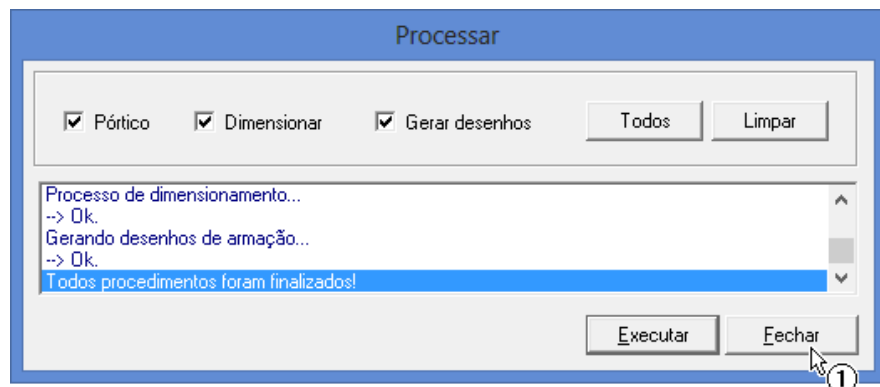 Processar
Pórtico Dimensionar Gerar desenhos Todos Limpar
Processo de dimensionamento...
--> Ok.
Gerando desenhos de armação...
--> Ok.
Todos procedimentos foram finalizados!
Executar Fechar
1